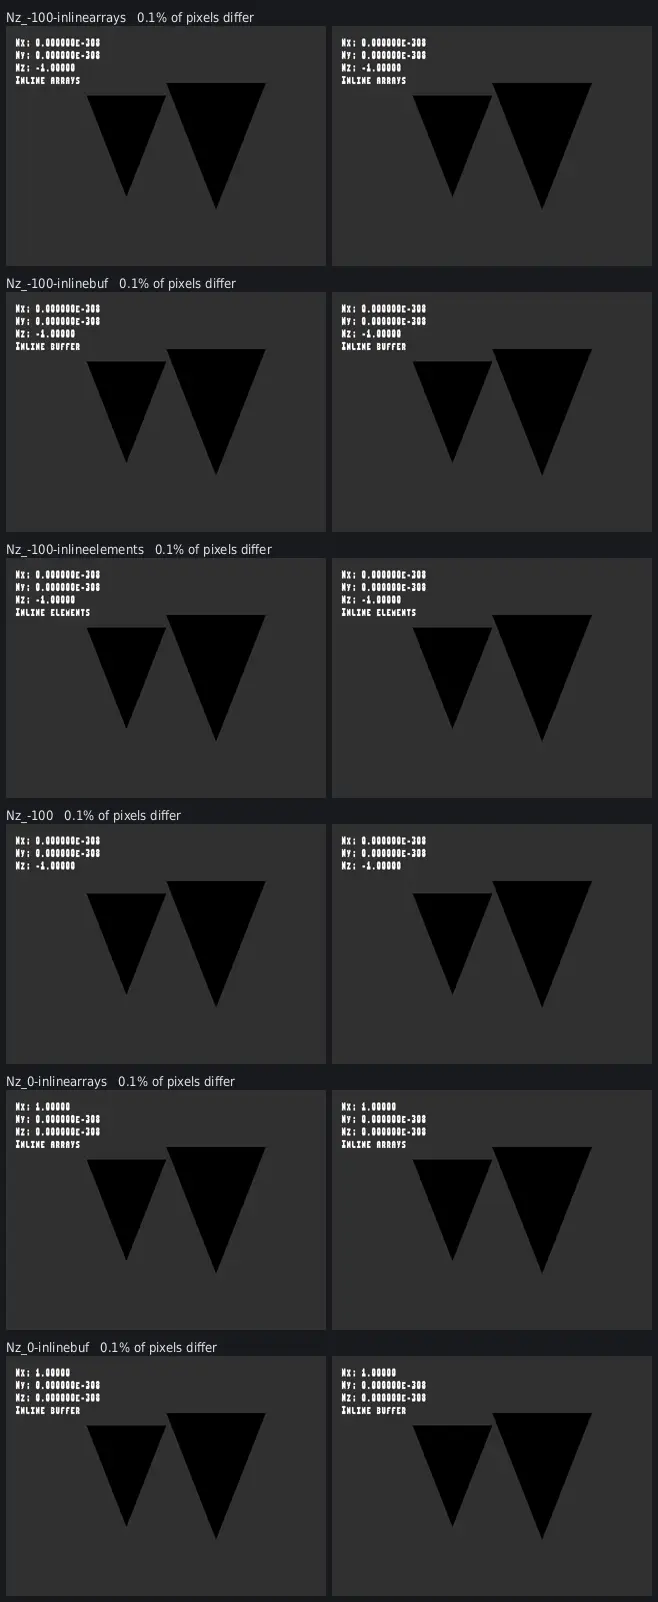 Nz_-100-inlinearrays 0.1% of pixels differ
Nx: 0.000000E-308
Ny: 0.000000E-308
Nz: -1.00000
Inline arrays
Nx: 0.000000E-308
Ny: 0.000000E-308
Nz: -1.00000
Inline arrays
Nz_-100-inlinebuf 0.1% of pixels differ
Nx: 0.000000E-308
Ny: 0.000000E-308
Nz: -1.00000
Inline buffer
Nx: 0.000000E-308
Ny: 0.000000E-308
Nz: -1.00000
Inline buffer
Nz_-100-inlineelements 0.1% of pixels differ
Nx: 0.000000E-308
Ny: 0.000000E-308
Nz: -1.00000
Inline elements
Nx: 0.000000E-308
Ny: 0.000000E-308
Nz: -1.00000
Inline elements
Nz_-100 0.1% of pixels differ
Nx: 0.000000E-308
Ny: 0.000000E-308
Nz: -1.00000
Nx: 0.000000E-308
Ny: 0.000000E-308
Nz: -1.00000
Nz_0-inlinearrays 0.1% of pixels differ
Nx: 1.00000
Ny: 0.000000E-308
Nz: 0.000000E-308
Inline arrays
Nx: 1.00000
Ny: 0.000000E-308
Nz: 0.000000E-308
Inline arrays
Nz_0-inlinebuf 0.1% of pixels differ
Nx: 1.00000
Ny: 0.000000E-308
Nz: 0.000000E-308
Inline buffer
Nx: 1.00000
Ny: 0.000000E-308
Nz: 0.000000E-308
Inline buffer